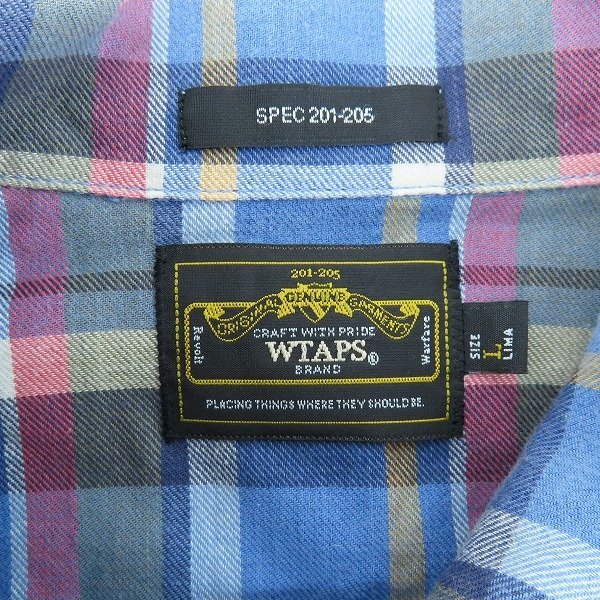 SPEC 201-205
201-205
ORIGINAL GENUINE GARMENTS
CRAFT WITH PRIDE
Revolt
WTAPS®
Warfare
BRAND
PLACING THINGS WHERE THEY SHOULD BE.
SIZE
L
LIMA